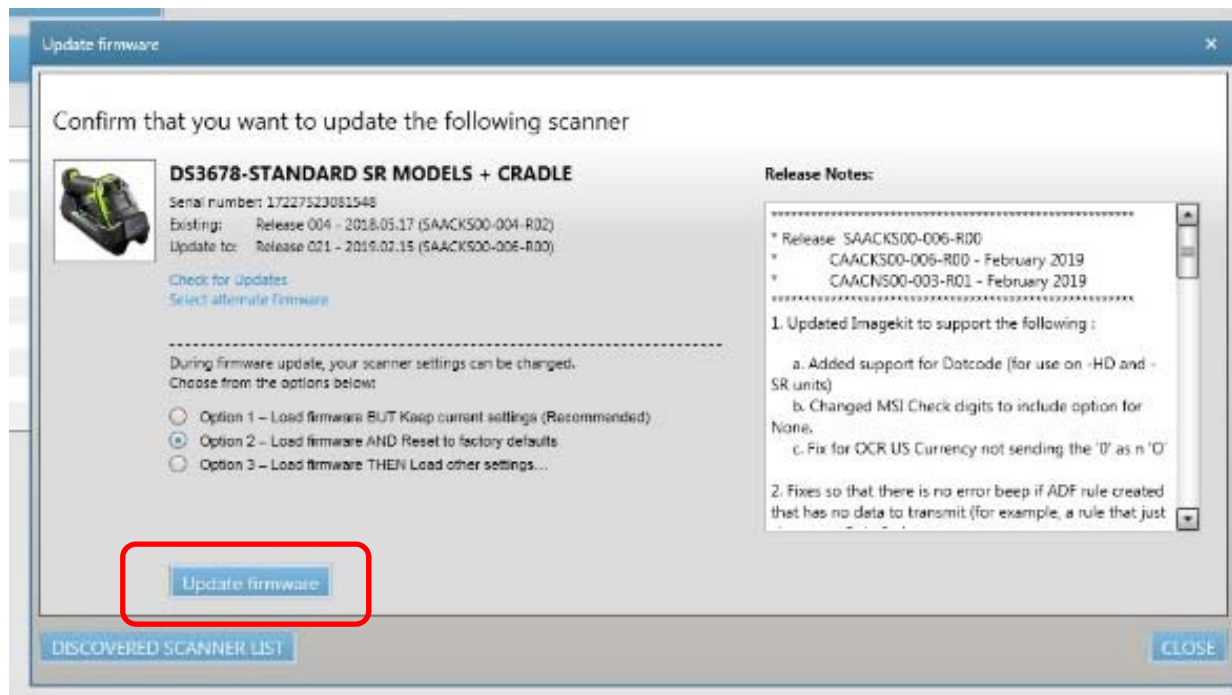 Update firmware
Confirm that you want to update the following scanner
DS3678-STANDARD SR MODELS + CRADLE
Serial number: 17227523081548
Existing: Release 004 - 2018.05.17 (SAACKS00-004-R02)
Update to: Release 021 - 2019.02.15 (SAACKS00-006-R00)
Check for Updates
Select alternate firmware
During firmware update, your scanner settings can be changed.
Choose from the options below:
Option 1 – Load firmware BUT Keep current settings (Recommended)
Option 2 – Load firmware AND Reset to factory defaults
Option 3 – Load firmware THEN Load other settings...
Update firmware
Release Notes:
* Release SAACKS00-006-R00
* CAACKS00-006-R00 - February 2019
* CAACNS00-003-R01 - February 2019
1. Updated Imagekit to support the following :
a. Added support for Dotcode (for use on -HD and -
SR units)
b. Changed MSI Check digits to include option for
None.
c. Fix for OCR US Currency not sending the '0' as n 'O'
2. Fixes so that there is no error beep if ADF rule created
that has no data to transmit (for example, a rule that just
DISCOVERED SCANNER LIST
CLOSE